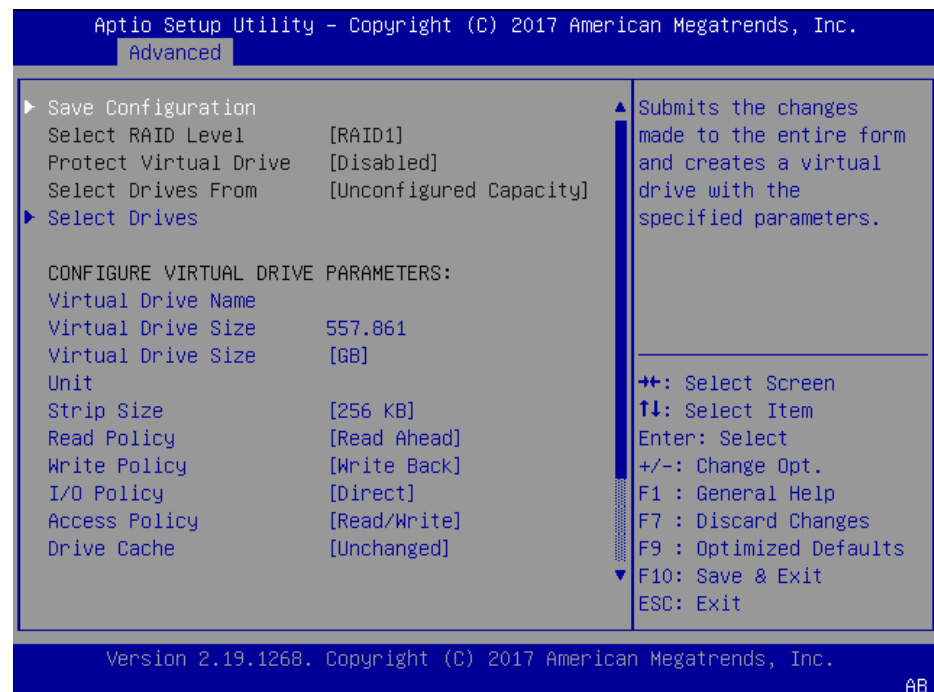 Aptio Setup Utility – Copyright (C) 2017 American Megatrends, Inc.
Advanced
Save Configuration
Select RAID Level [RAID1]
Protect Virtual Drive [Disabled]
Select Drives From [Unconfigured Capacity]
Select Drives
CONFIGURE VIRTUAL DRIVE PARAMETERS:
Virtual Drive Name
Virtual Drive Size 557.861
Virtual Drive Size [GB]
Unit
Strip Size [256 KB]
Read Policy [Read Ahead]
Write Policy [Write Back]
I/O Policy [Direct]
Access Policy [Read/Write]
Drive Cache [Unchanged]
Submits the changes
made to the entire form
and creates a virtual
drive with the
specified parameters.
→←: Select Screen
↑↓: Select Item
Enter: Select
+/-: Change Opt.
F1 : General Help
F7 : Discard Changes
F9 : Optimized Defaults
F10: Save & Exit
ESC: Exit
Version 2.19.1268. Copyright (C) 2017 American Megatrends, Inc.
AB